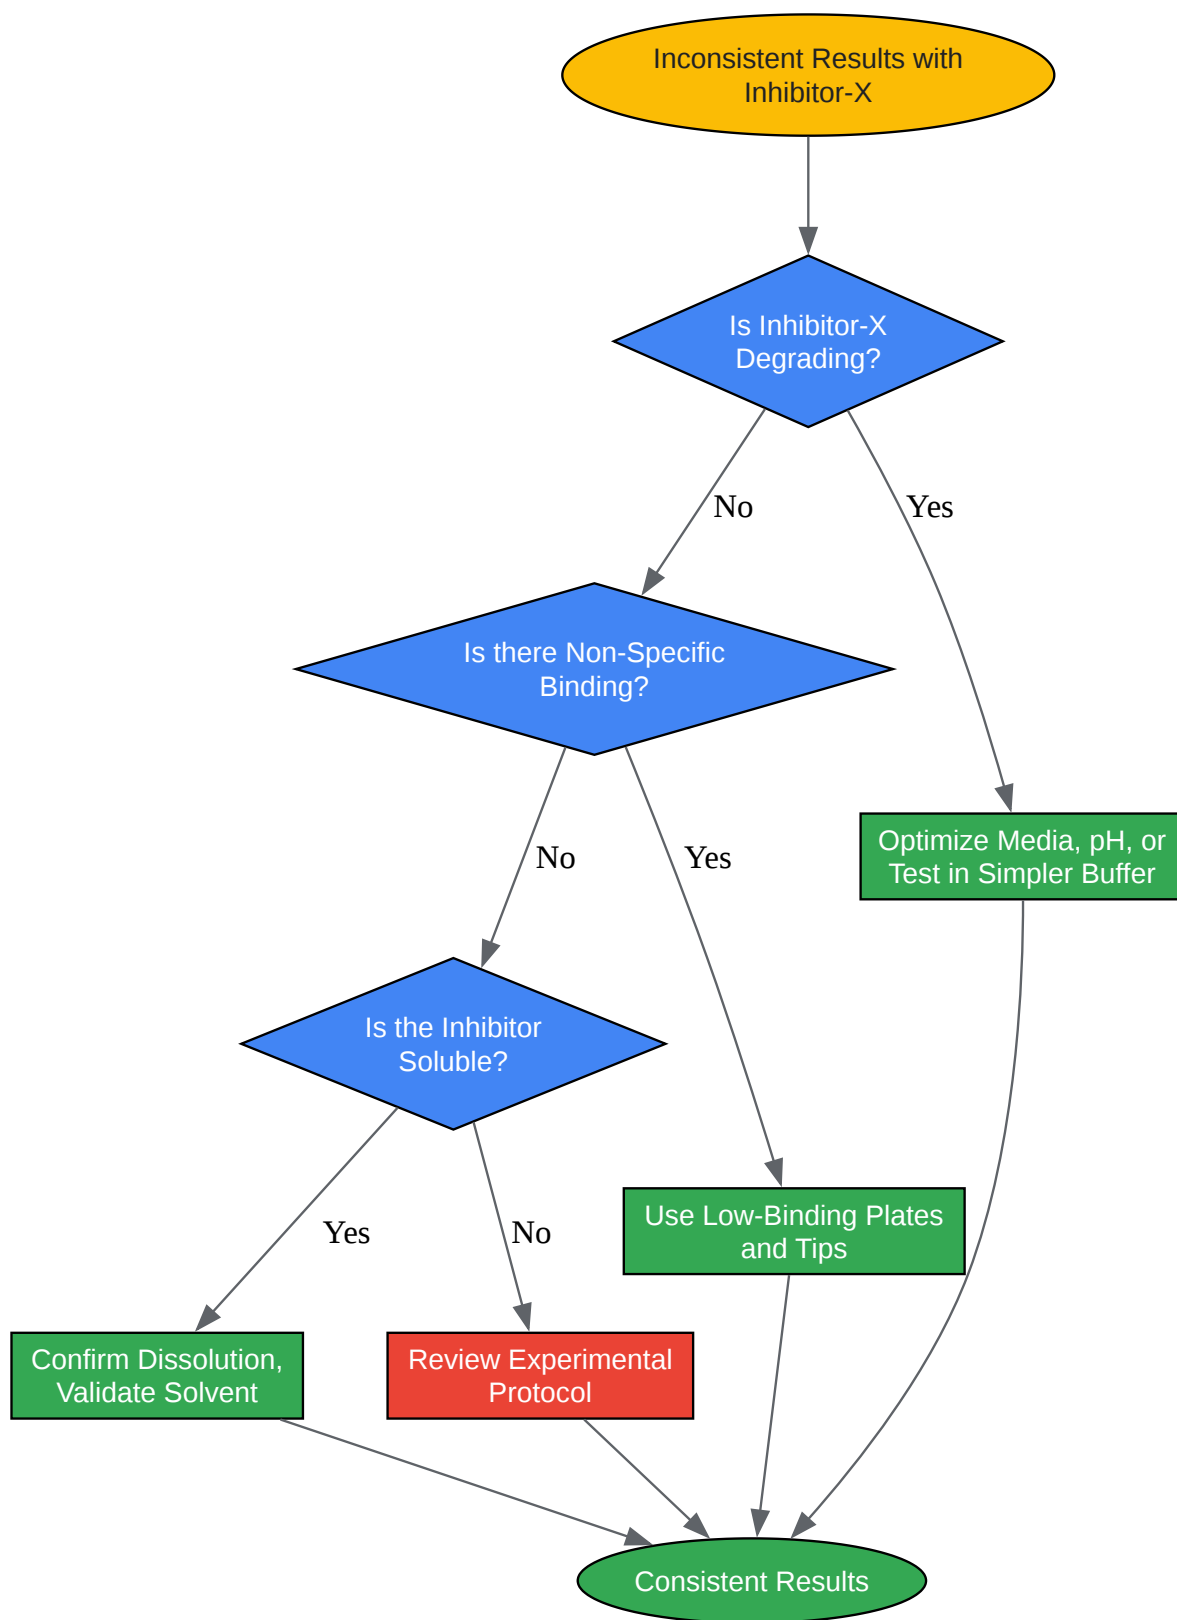 Inconsistent Results with
Inhibitor-X
Is Inhibitor-X
Degrading?
No
Yes
Is there Non-Specific
Binding?
No
Yes
Optimize Media, pH, or
Test in Simpler Buffer
Is the Inhibitor
Soluble?
Yes
No
Use Low-Binding Plates
and Tips
Confirm Dissolution,
Validate Solvent
Review Experimental
Protocol
Consistent Results